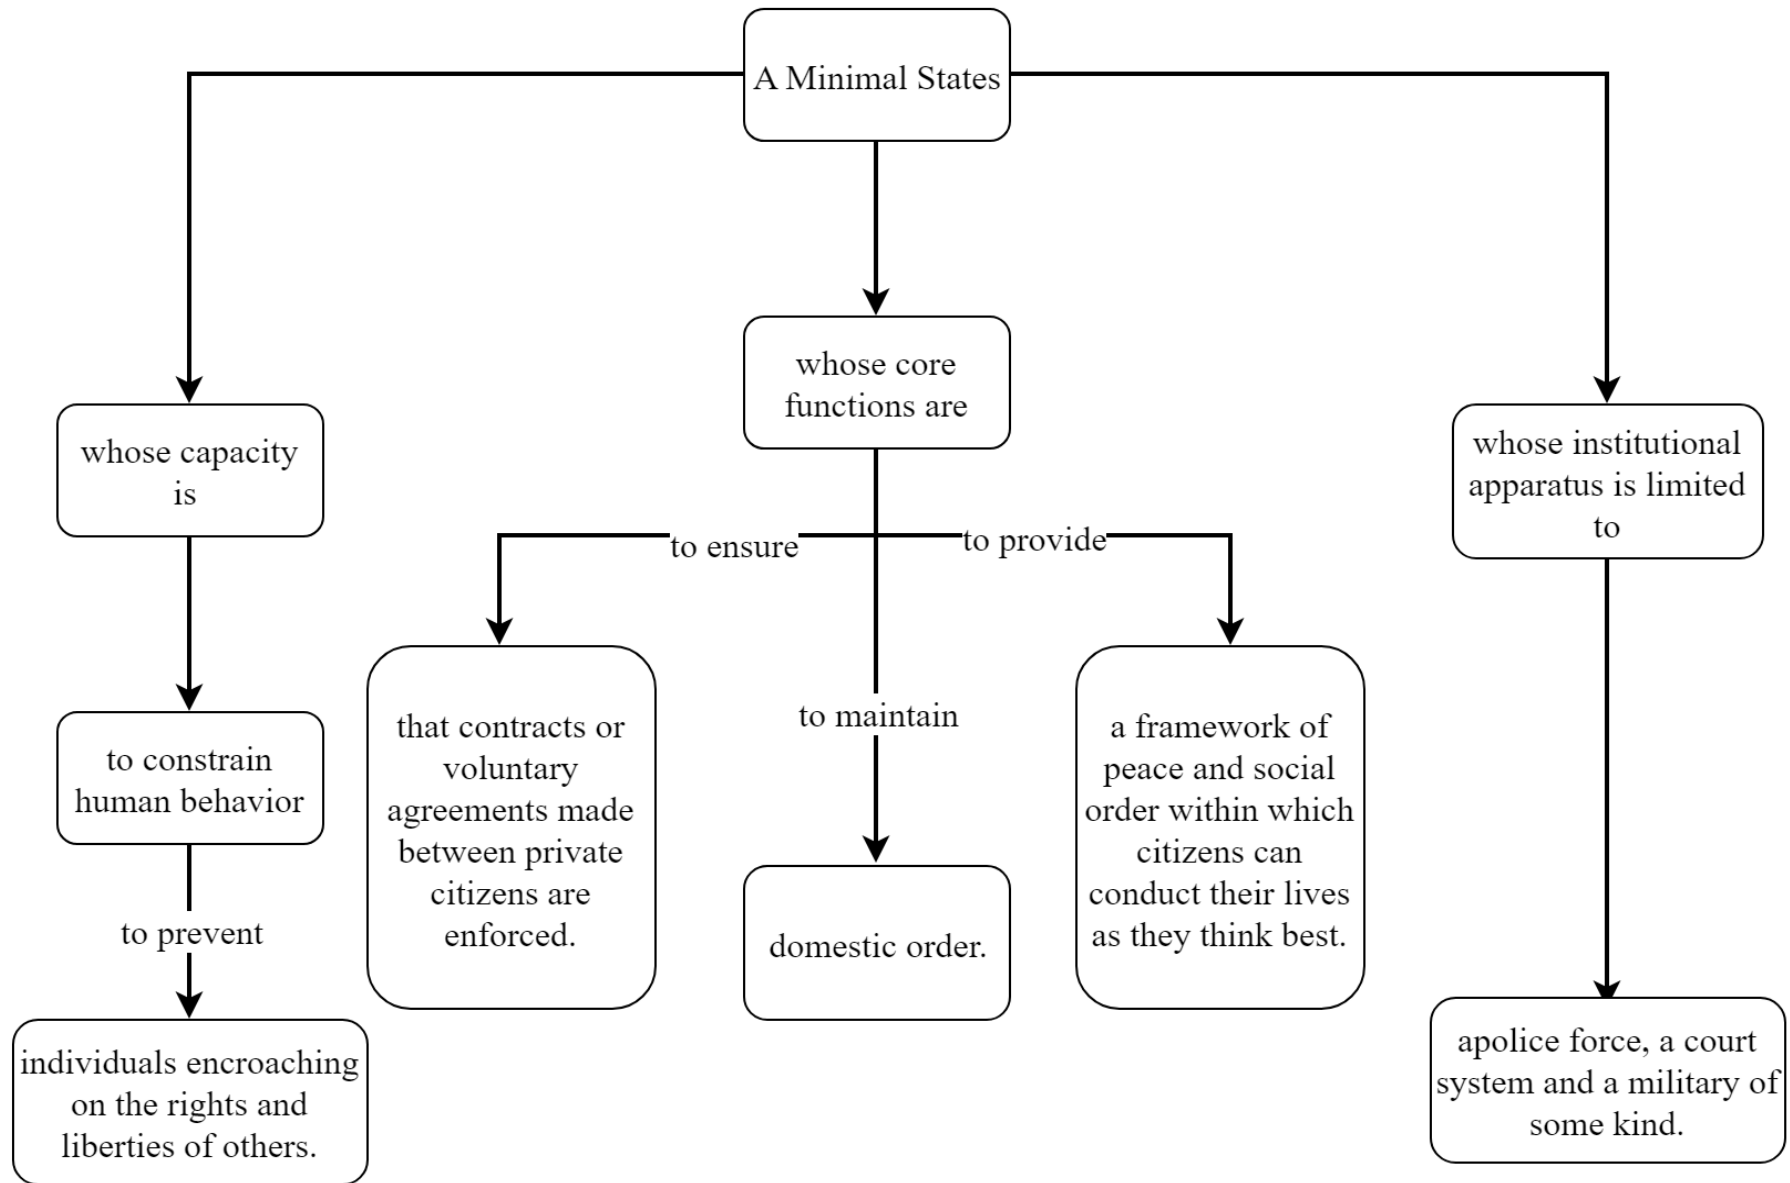 A Minimal States
whose core
functions are
whose capacity
is
whose institutional
apparatus is limited
to
to ensure
to provide
to maintain
to constrain
human behavior
that contracts or
voluntary
agreements made
between private
citizens are
enforced.
a framework of
peace and social
order within which
citizens can
conduct their lives
as they think best.
to prevent
domestic order.
individuals encroaching
on the rights and
liberties of others.
apolice force, a court
system and a military of
some kind.